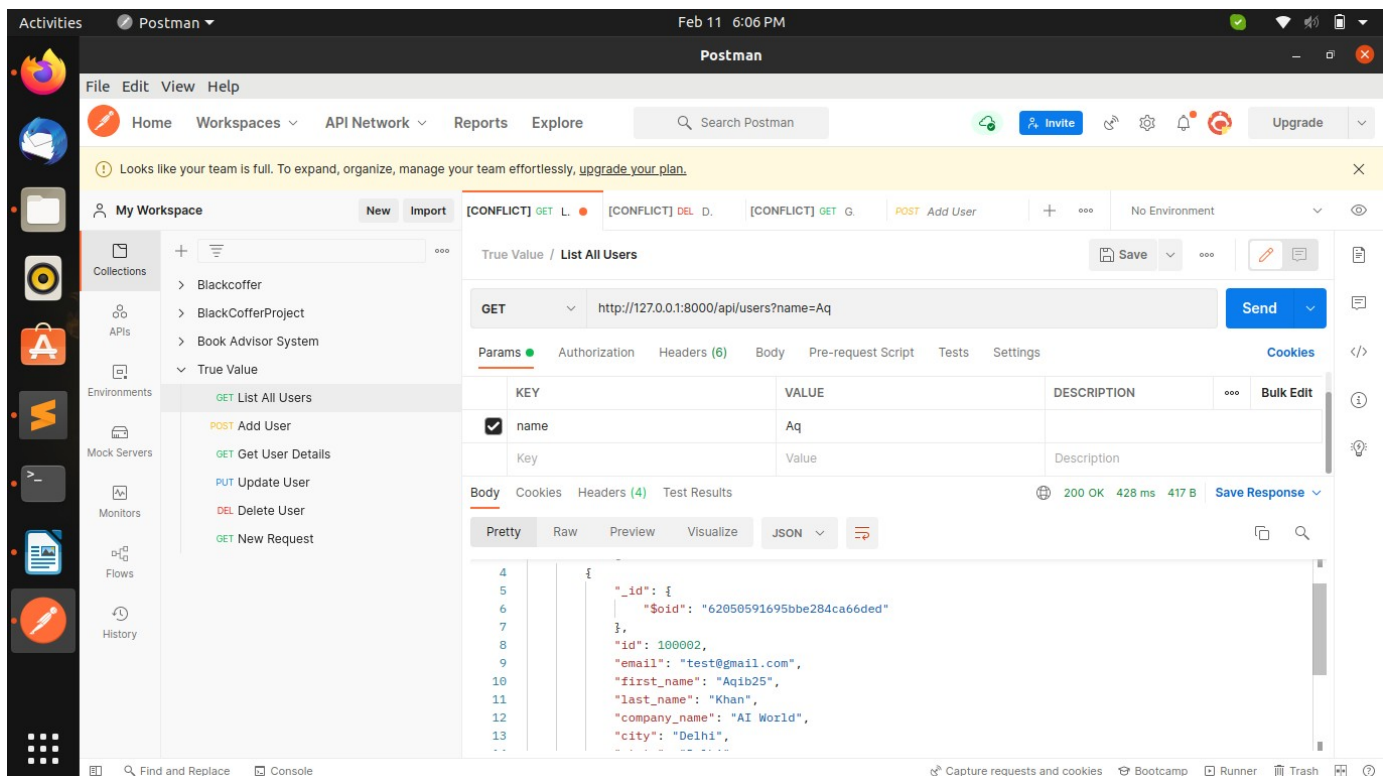 Activities Postman Feb 11 6:06 PM
Postman
File Edit View Help
Home Workspaces API Network Reports Explore Search Postman Invite Upgrade
Looks like your team is full. To expand, organize, manage your team effortlessly, upgrade your plan.
My Workspace New Import [CONFLICT] GET L. [CONFLICT] DEL D. [CONFLICT] GET G. POST Add User No Environment
Collections
APIs
Environments
Mock Servers
Monitors
Flows
History
Blackcoffer
BlackCofferProject
Book Advisor System
True Value
GET List All Users
POST Add User
GET Get User Details
PUT Update User
DEL Delete User
GET New Request
True Value / List All Users Save
GET http://127.0.0.1:8000/api/users?name=Aq Send
Params Authorization Headers (6) Body Pre-request Script Tests Settings Cookies
KEY VALUE DESCRIPTION Bulk Edit
name Aq
Key Value Description
Body Cookies Headers (4) Test Results 200 OK 428 ms 417 B Save Response
Pretty Raw Preview Visualize JSON
4 {
5 "_id": {
6 "$oid": "62050591695bbe284ca66ded"
7 },
8 "id": 100002,
9 "email": "test@gmail.com",
10 "first_name": "Aqib25",
11 "last_name": "Khan",
12 "company_name": "AI World",
13 "city": "Delhi",
Find and Replace Console Capture requests and cookies Bootcamp Runner Trash